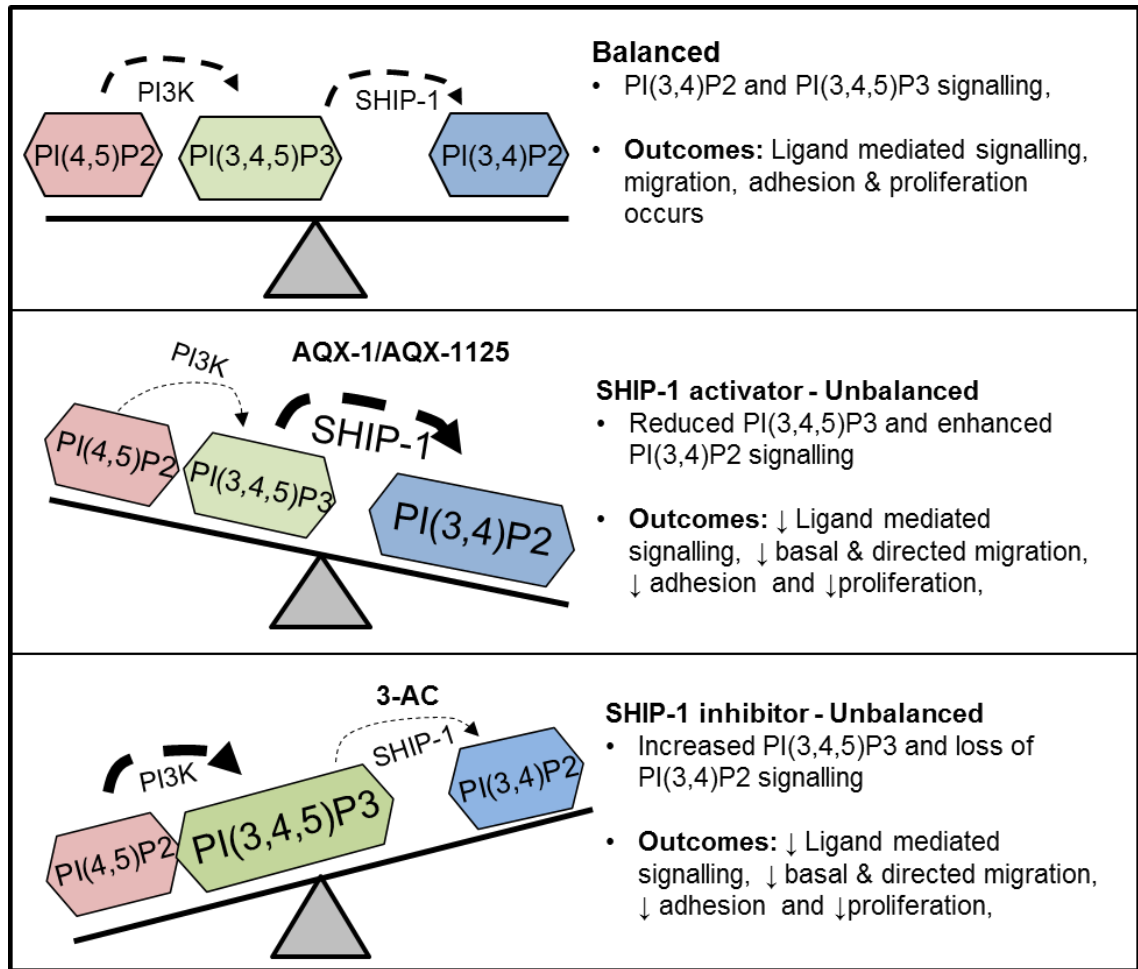 PI3K
SHIP-1
PI(4,5)P2
PI(3,4,5)P3
PI(3,4)P2
Balanced
• PI(3,4)P2 and PI(3,4,5)P3 signalling,
• Outcomes: Ligand mediated signalling,
migration, adhesion & proliferation
occurs
AQX-1/AQX-1125
PI3K
SHIP-1
PI(4,5)P2
PI(3,4,5)P3
PI(3,4)P2
SHIP-1 activator - Unbalanced
• Reduced PI(3,4,5)P3 and enhanced
PI(3,4)P2 signalling
• Outcomes: ↓ Ligand mediated
signalling, ↓ basal & directed migration,
↓ adhesion and ↓proliferation,
3-AC
PI3K
SHIP-1
PI(4,5)P2
PI(3,4,5)P3
PI(3,4)P2
SHIP-1 inhibitor - Unbalanced
• Increased PI(3,4,5)P3 and loss of
PI(3,4)P2 signalling
• Outcomes: ↓ Ligand mediated
signalling, ↓ basal & directed migration,
↓ adhesion and ↓proliferation,